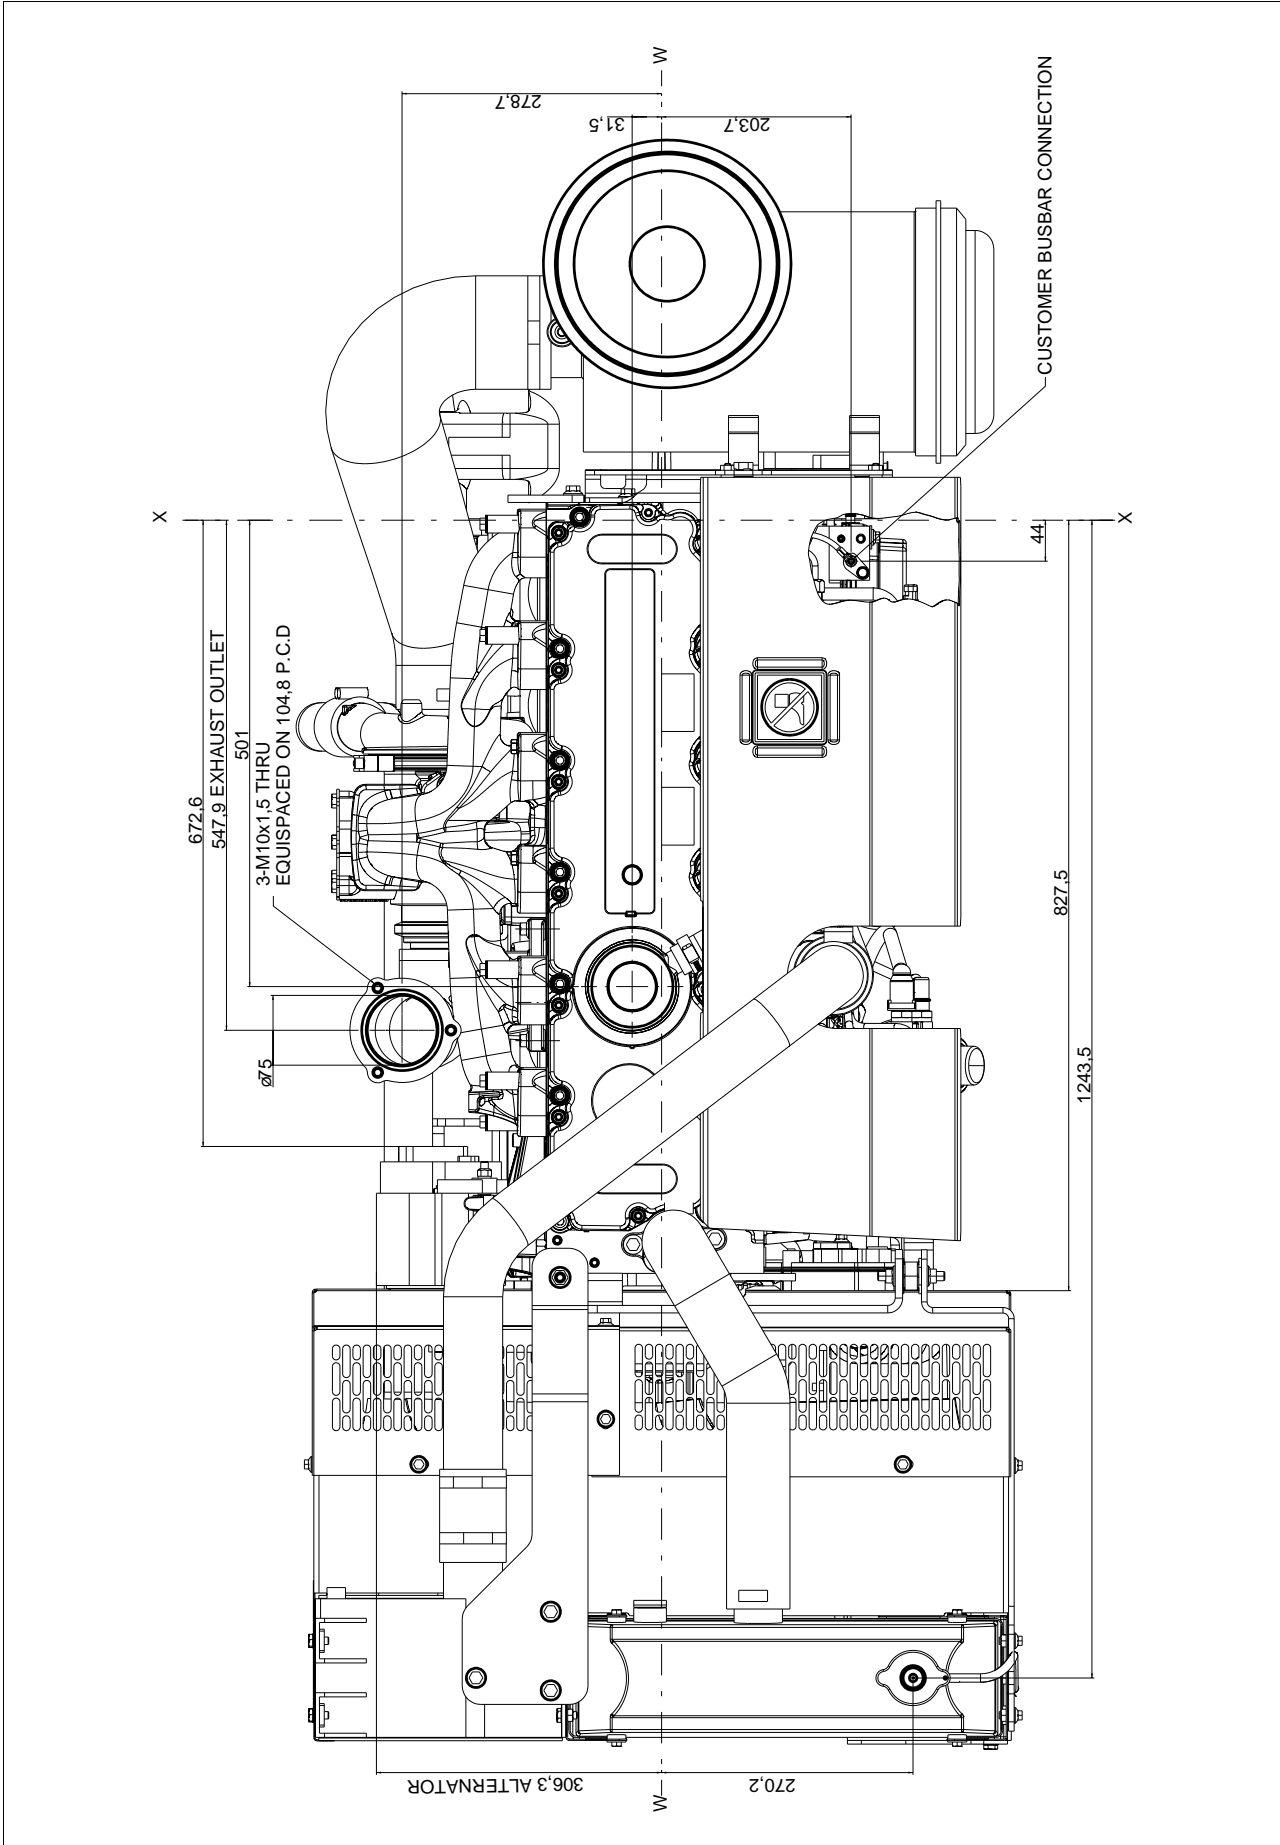 W
278,7
31,5
203,7
CUSTOMER BUSBAR CONNECTION
X
X
44
672,6
547,9 EXHAUST OUTLET
501
3-M10x1,5 THRU
EQUISPACED ON 104,8 P.C.D
ø75
827,5
1243,5
306,3 ALTERNATOR
W
270,2